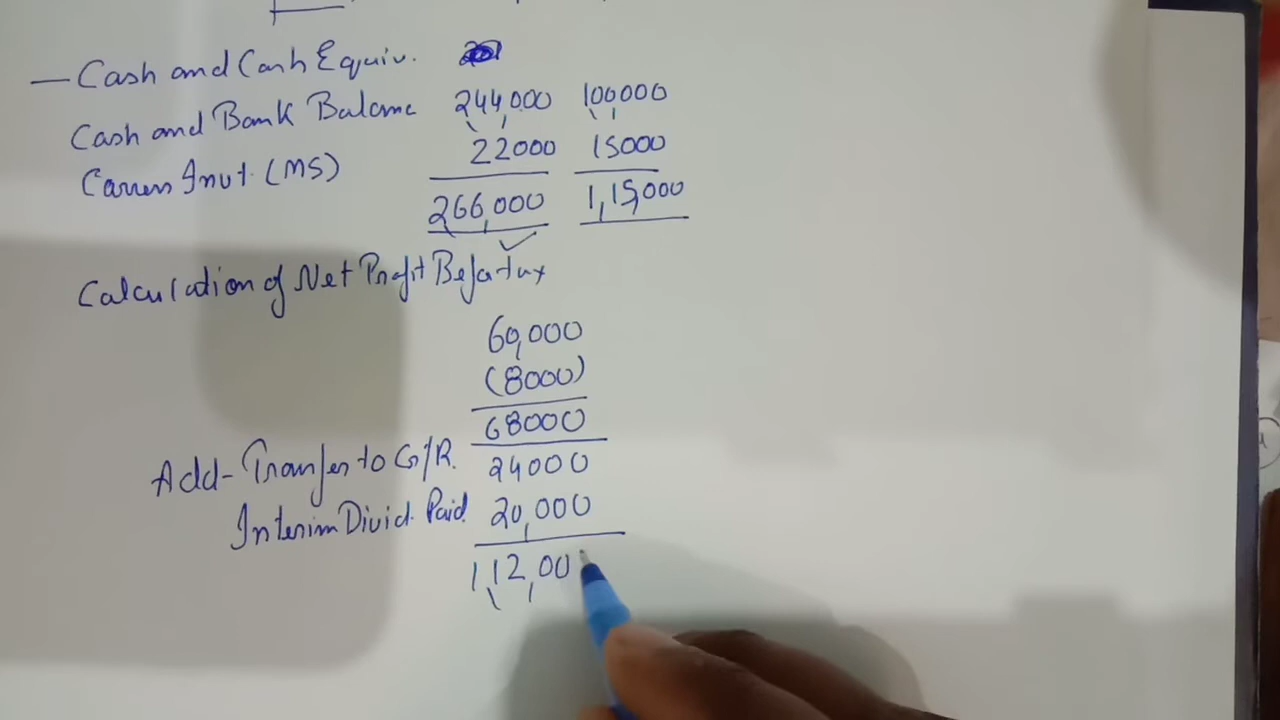 — Cash and Cash Equiv.
Cash and Bank Balance 244,000 100000
Curren Invt. (MS) 22000 15000
266,000 1,15,000
Calculation of Net Profit Before tax
60,000
(8000)
68000
Add- Transfer to G/R. 24000
Interim Divid. Paid. 20,000
1,12,00